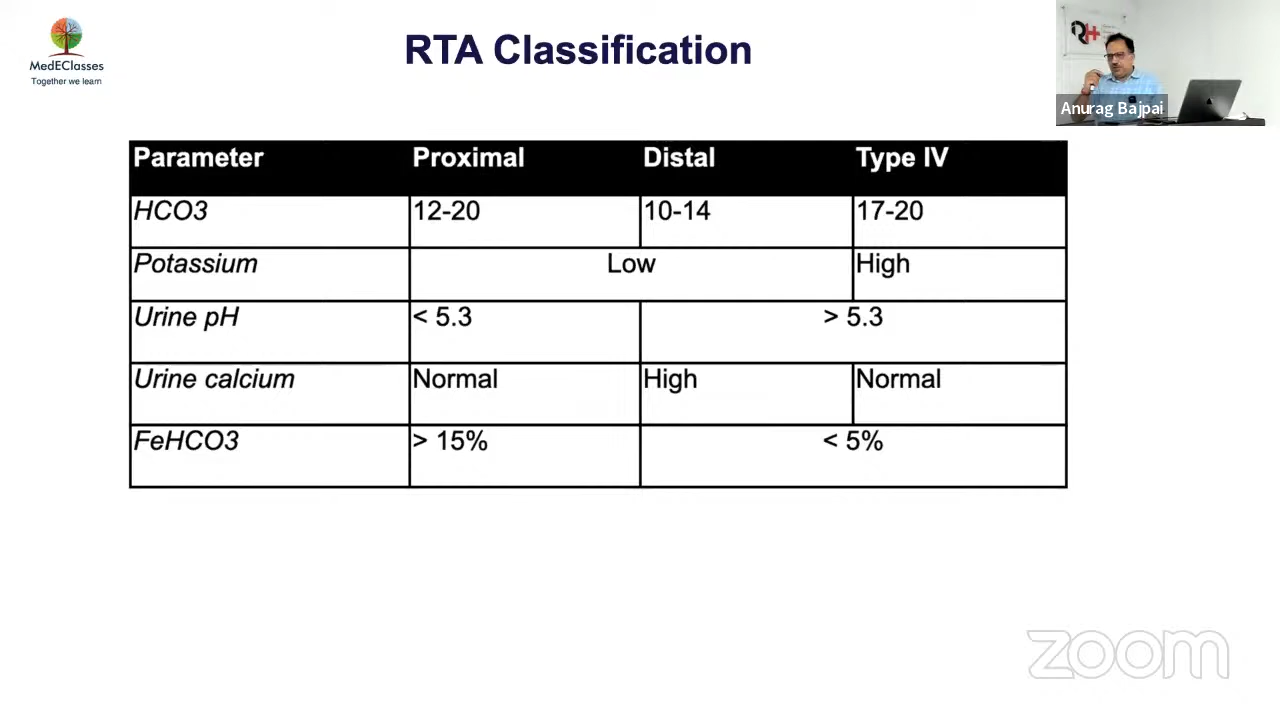 MedEClasses
Together we learn
RTA Classification
RH
Anurag Bajpai
Parameter Proximal Distal Type IV
HCO3 12-20 10-14 17-20
Potassium Low High
Urine pH < 5.3 > 5.3
Urine calcium Normal High Normal
FeHCO3 > 15% < 5%
zoom